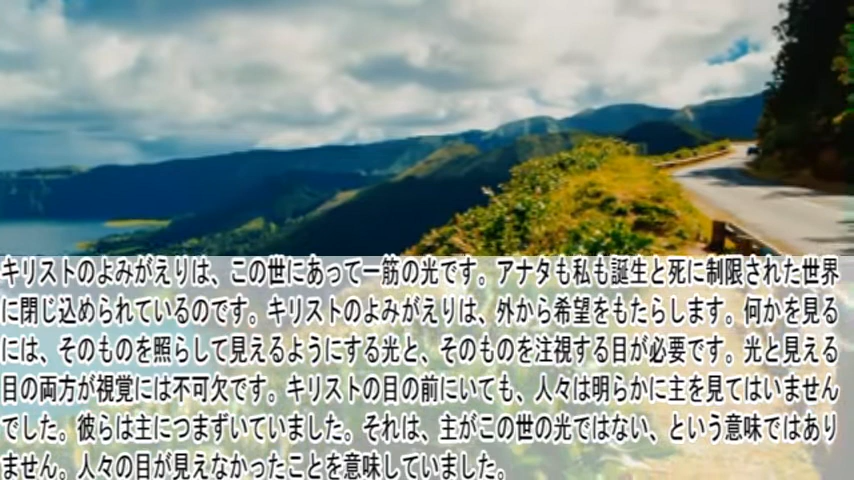 キリストのよみがえりは、この世にあって一筋の光です。アナタも私も誕生と死に制限された世界
に閉じ込められているのです。キリストのよみがえりは、外から希望をもたらします。何かを見る
には、そのものを照らして見えるようにする光と、そのものを注視する目が必要です。光と見える
目の両方が視覚には不可欠です。キリストの目の前にいても、人々は明らかに主を見てはいません
でした。彼らは主につまずいていました。それは、主がこの世の光ではない、という意味ではあり
ません。人々の目が見えなかったことを意味していました。